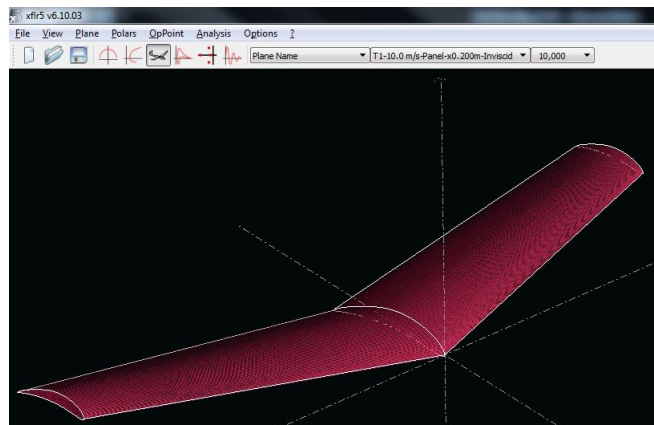 xflr5 v6.10.03
File View Plane Polars Analysis OpPoint Options ?
Plane Name T1-10.0 m/s-Panel-x0.200m-Inviscid 10,000